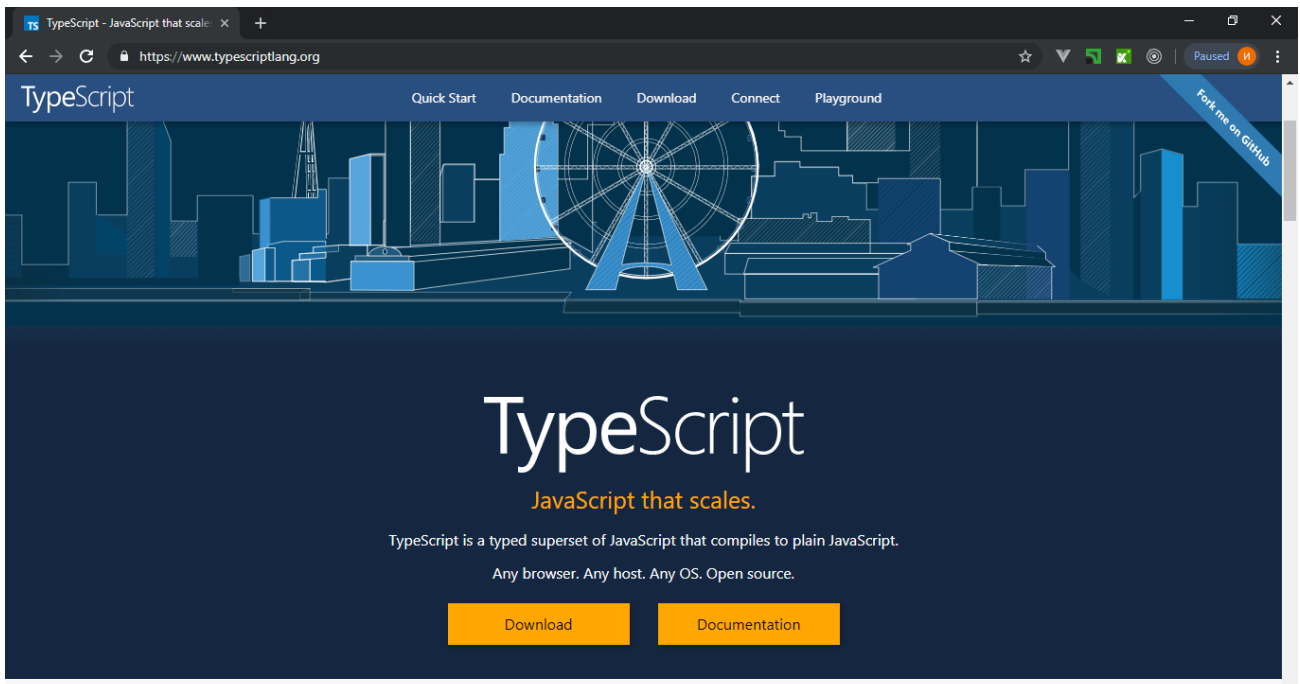 TS TypeScript - JavaScript that scale
https://www.typescriptlang.org
Paused И
TypeScript
Quick Start Documentation Download Connect Playground
Fork me on GitHub
TypeScript
JavaScript that scales.
TypeScript is a typed superset of JavaScript that compiles to plain JavaScript.
Any browser. Any host. Any OS. Open source.
Download Documentation